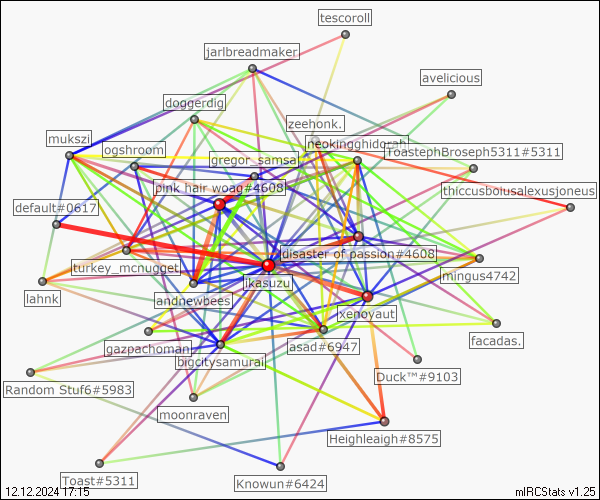 tescoroll
jarlbreadmaker
avelicious
doggerdig
zeehonk.
mukszi
ogshroom
neokingghidorah
ToastephBroseph5311#5311
gregor_samsa
pink hair woag#4608
thiccusbolusalexusjoneus
default#0617
disaster of passion#4608
turkey_mcnugget
mingus4742
ikasuzu
lahnk
andnewpees
xenoyaut
facadas.
gazpachoman
asad#6947
bigcitysamurai
Duck™#9103
Random Stuf6#5983
moonraven
Heighleaigh#8575
Toast#5311
Knowun#6424
12.12.2024 17:15
mIRCStats v1.25